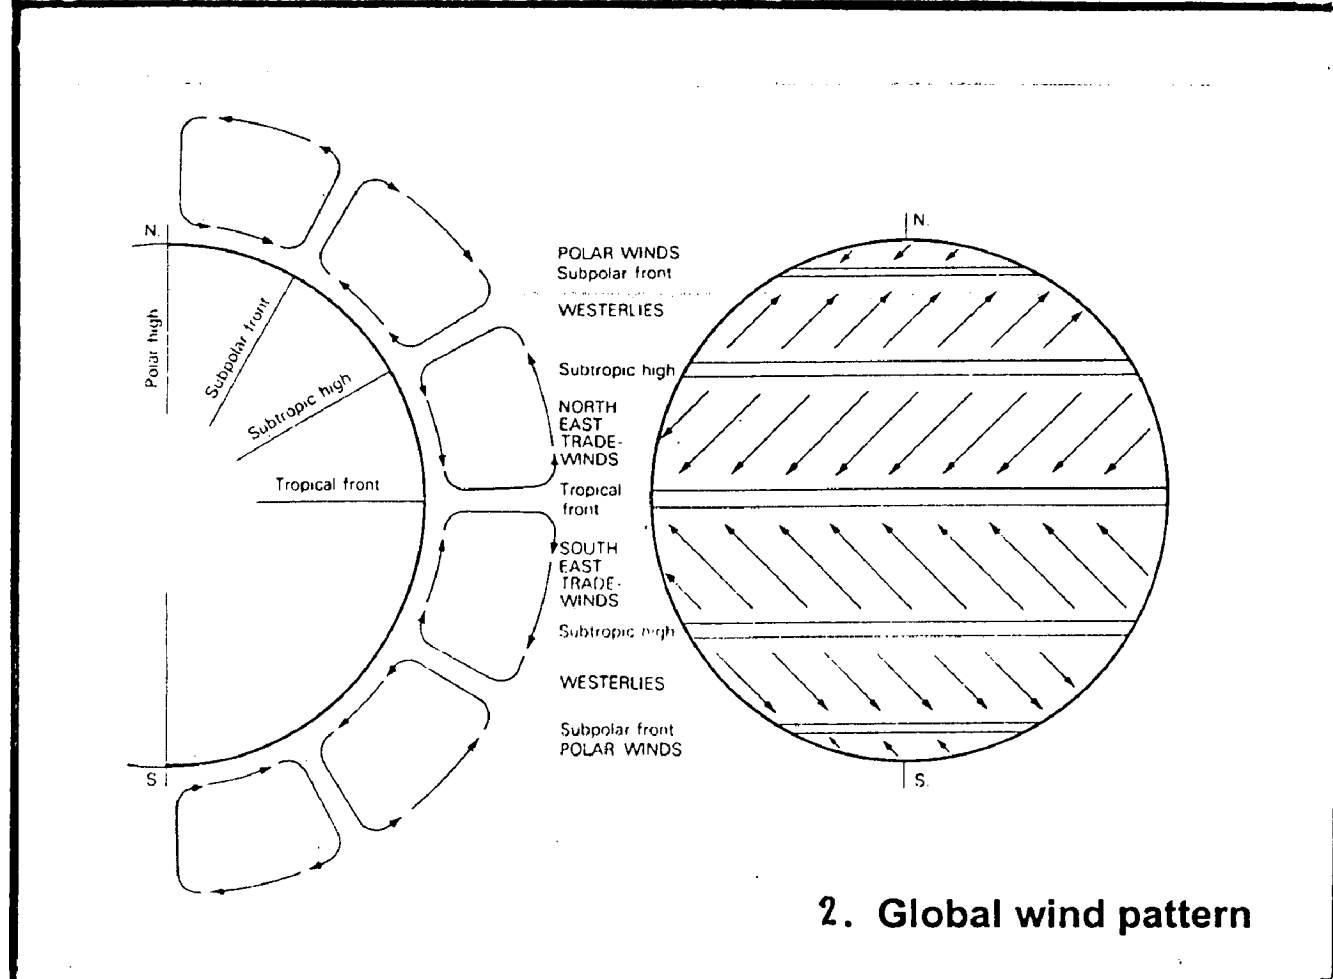 N.
Polar high
Subpolar front
Subtropic high
Tropical front
S
POLAR WINDS
Subpolar front
WESTERLIES
Subtropic high
NORTH
EAST
TRADE-
WINDS
Tropical
front
SOUTH
EAST
TRADE-
WINDS
Subtropic high
WESTERLIES
Subpolar front
POLAR WINDS
N.
S.
2. Global wind pattern